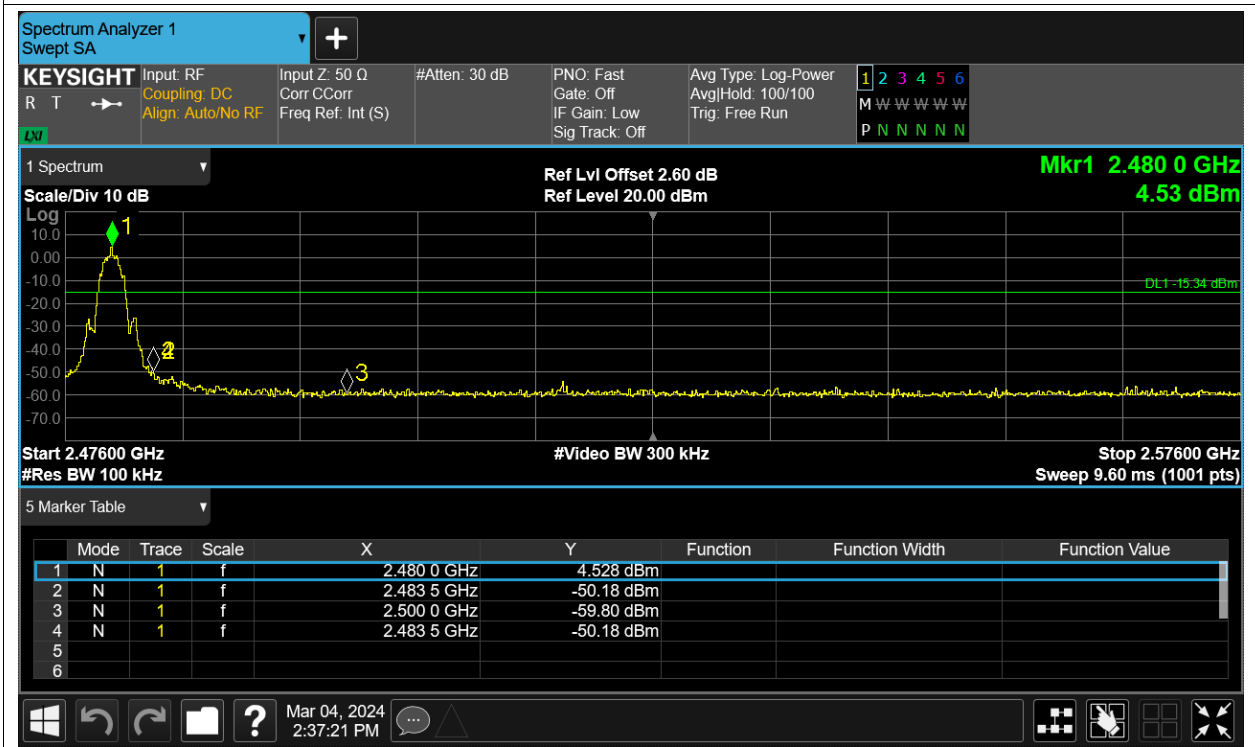 Spectrum Analyzer 1
Swept SA
KEYSIGHT
R T
LXI
Input: RF
Coupling: DC
Align: Auto/No RF
Input Z: 50 Ω
Corr CCorr
Freq Ref: Int (S)
#Atten: 30 dB
PNO: Fast
Gate: Off
IF Gain: Low
Sig Track: Off
Avg Type: Log-Power
Avg|Hold: 100/100
Trig: Free Run
1 2 3 4 5 6
M W W W W W
P N N N N N
1 Spectrum
Scale/Div 10 dB
Ref Lvl Offset 2.60 dB
Ref Level 20.00 dBm
Mkr1 2.480 0 GHz
4.53 dBm
Log
1
10.0
0.00
-10.0
DL1 -15.34 dBm
-20.0
-30.0
-40.0
-50.0
3
-60.0
-70.0
Start 2.47600 GHz
#Video BW 300 kHz
Stop 2.57600 GHz
#Res BW 100 kHz
Sweep 9.60 ms (1001 pts)
5 Marker Table
Mode Trace Scale X Y Function Function Width Function Value
1 N 1 f 2.480 0 GHz 4.528 dBm
2 N 1 f 2.483 5 GHz -50.18 dBm
3 N 1 f 2.500 0 GHz -59.80 dBm
4 N 1 f 2.483 5 GHz -50.18 dBm
5
6
?
Mar 04, 2024
2:37:21 PM